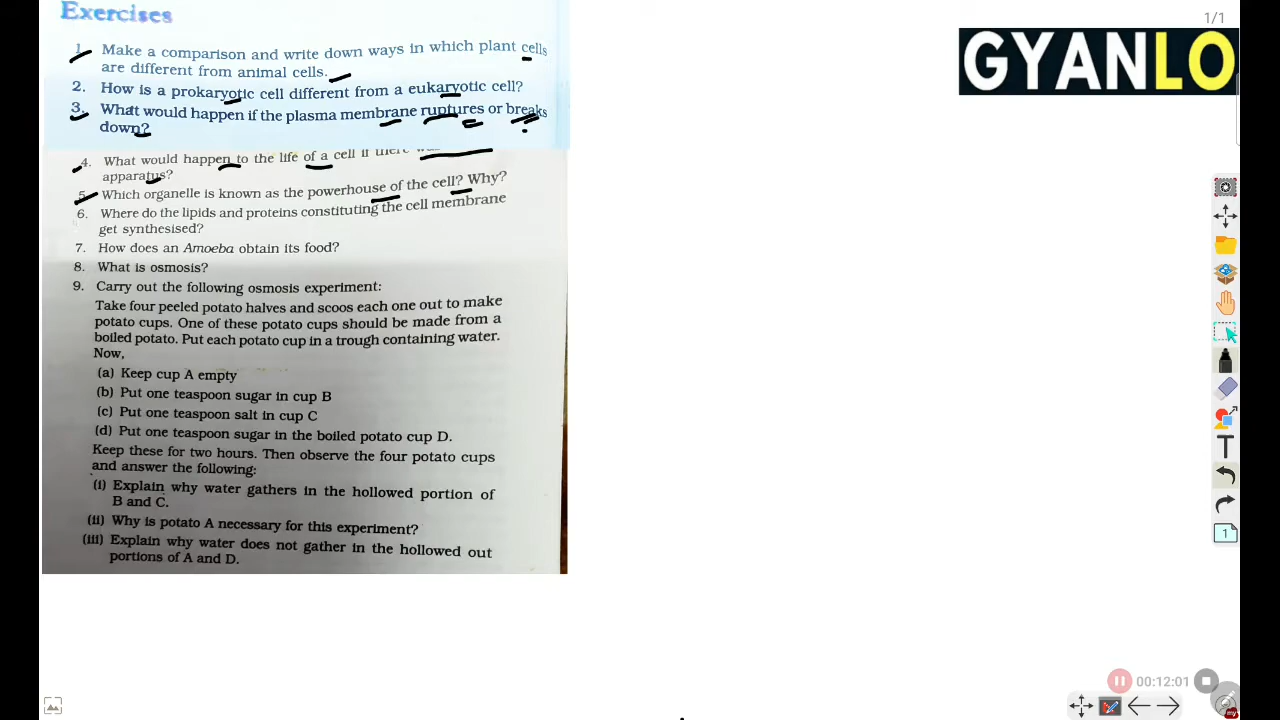 Exercises
1/1
GYANLO
1. Make a comparison and write down ways in which plant cells
are different from animal cells.
2. How is a prokaryotic cell different from a eukaryotic cell?
3. What would happen if the plasma membrane ruptures or breaks
down?
4. What would happen to the life of a cell if there
apparatus?
5. Which organelle is known as the powerhouse of the cell? Why?
6. Where do the lipids and proteins constituting the cell membrane
get synthesised?
7. How does an Amoeba obtain its food?
8. What is osmosis?
9. Carry out the following osmosis experiment:
Take four peeled potato halves and scoos each one out to make
potato cups. One of these potato cups should be made from a
boiled potato. Put each potato cup in a trough containing water.
Now,
(a) Keep cup A empty
(b) Put one teaspoon sugar in cup B
(c) Put one teaspoon salt in cup C
(d) Put one teaspoon sugar in the boiled potato cup D.
Keep these for two hours. Then observe the four potato cups
and answer the following:
(i) Explain why water gathers in the hollowed portion of
B and C.
(ii) Why is potato A necessary for this experiment?
(iii) Explain why water does not gather in the hollowed out
portions of A and D.
T
1
00:12:01